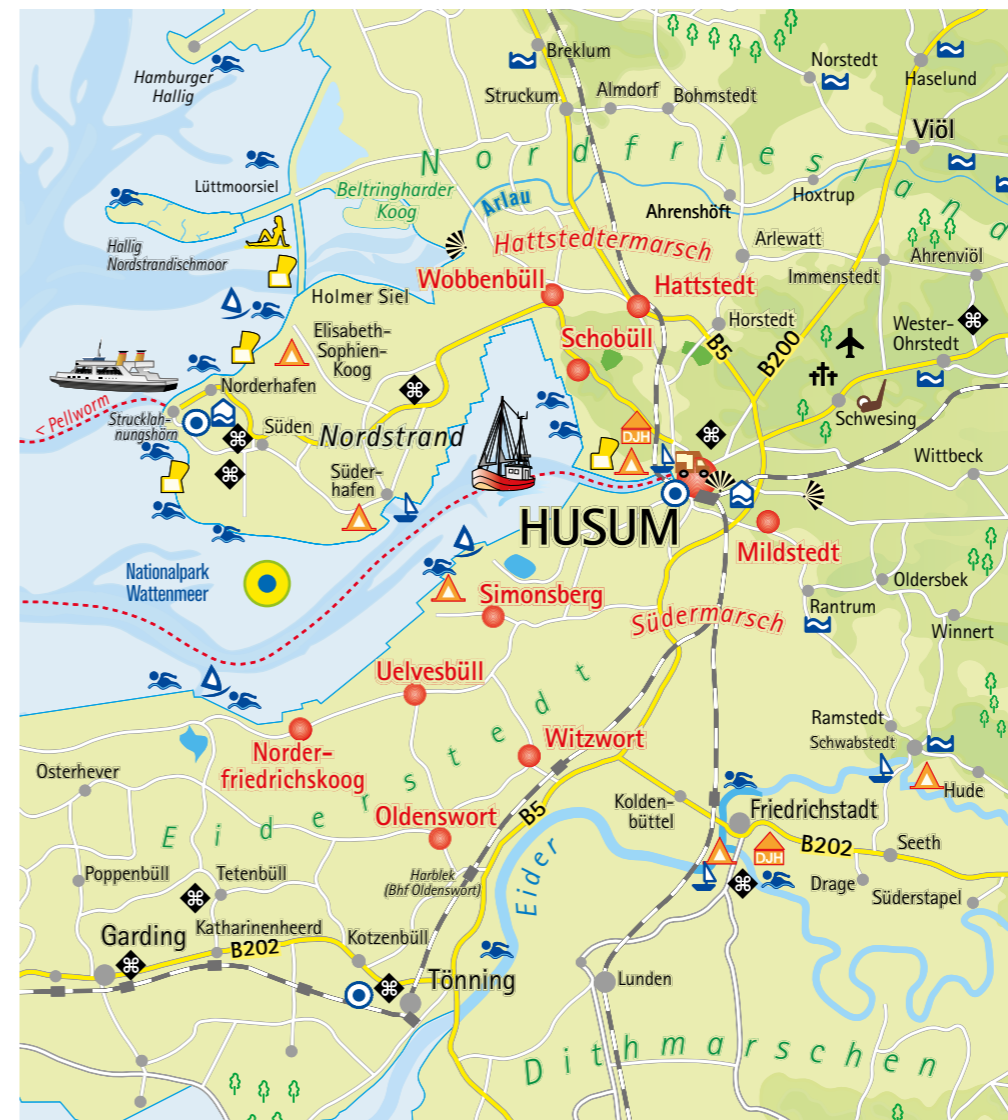 Hamburger
Hallig
Breklum
Norstedt
Haselund
Struckum
Almdorf
Bohmstedt
Viöl
Nordfriesland
Lüttmoorsiel
Beltringharder
Koog
Arlau
Hoxtrup
Ahrenshöft
Hallig
Nordstrandischmoor
Hattstedtermarsch
Arlewatt
Ahrenviöl
Immenstedt
Wobbenbüll
Hattstedt
Holmer Siel
Elisabeth-
Sophien-
Koog
Schobüll
Horstedt
B5
B200
Wester-
Ohrstedt
Norderhafen
< Pellworm
Strucklah-
nungshörn
Süden
Nordstrand
DJH
Schwesing
Süder-
hafen
Wittbeck
HUSUM
Mildstedt
Nationalpark
Wattenmeer
Simonsberg
Oldersbek
Rantrum
Winnert
Südermarsch
Uelvesbüll
Norder-
friedrichskoog
Witzwort
Ramstedt
Schwabstedt
Osterhever
Eiderstedt
Oldenswort
B5
Kolden-
büttel
Friedrichstadt
Hude
DJH
B202
Seeth
Eider
Harblek
(Bhf Oldenswort)
Poppenbüll
Tetenbüll
Drage
Süderstapel
Garding
Katharinenheerd
B202
Kotzenbüll
Tönning
Lunden
Dithmarschen